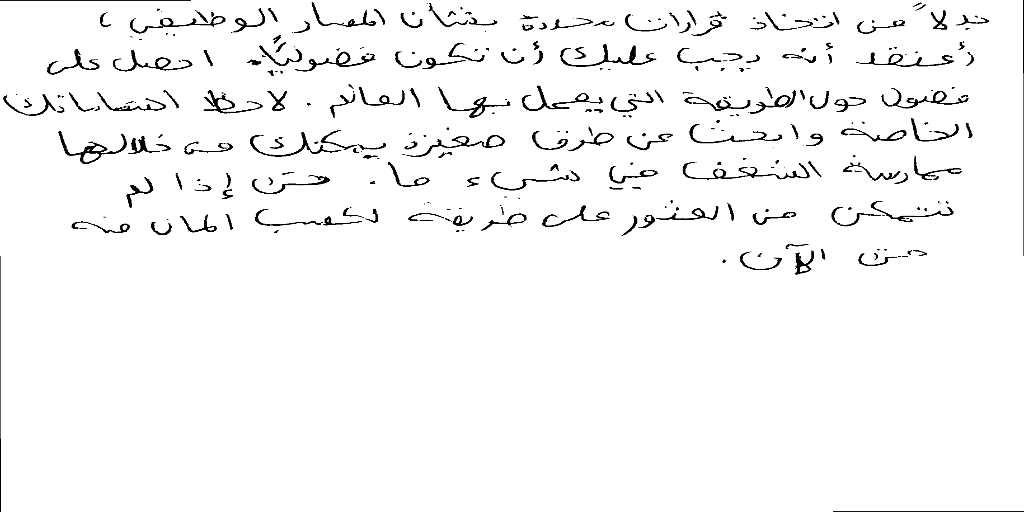 بدلاً من اتخاذ قرارات محددة بشأن المسار الوظيفي،
أعتقد أنه يجب عليك أن تكون فضوليًا. احصل على
فضول حول الطريقة التي يعمل بها العالم. لاحظ اهتماماتك
الخاصة وابحث عن طرق صغيرة يمكنك من خلالها
ممارسة الشغف في شيء ما. حتى إذا لم
تتمكن من العثور على طريقة لكسب المال منه
حتى الآن.